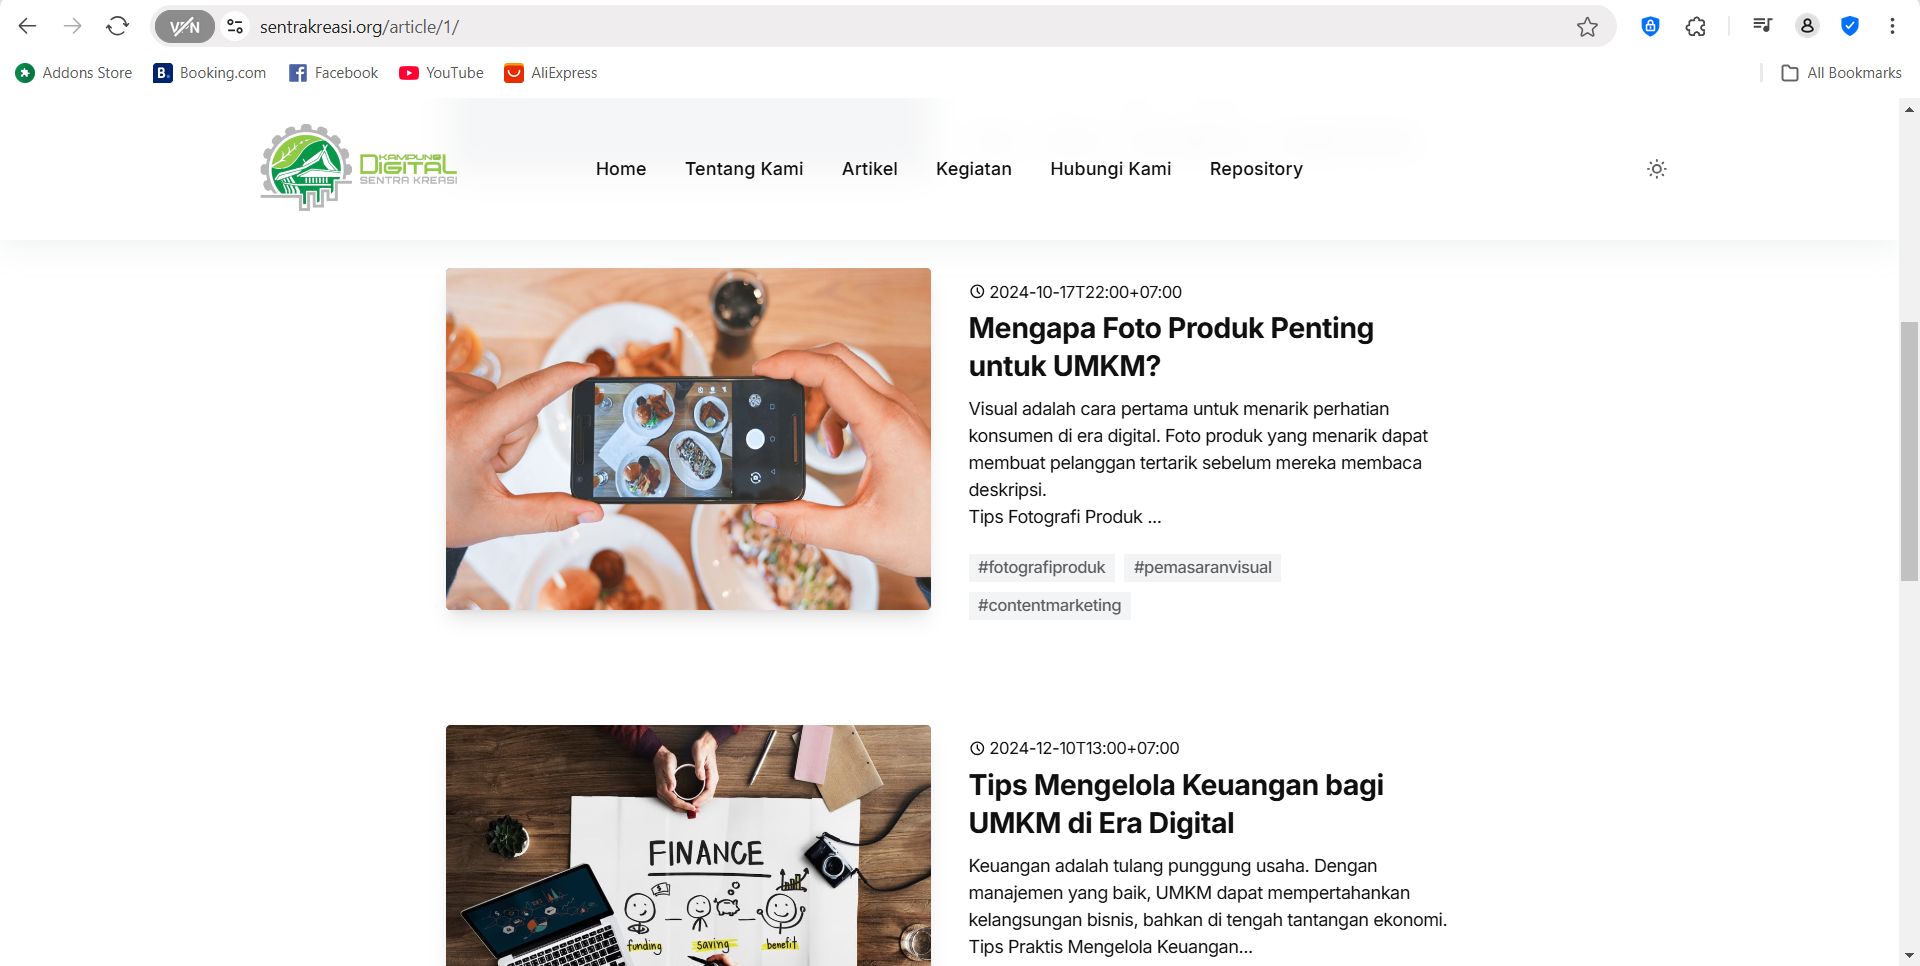 sentrakreasi.org/article/1/
Addons Store
Booking.com
Facebook
YouTube
AliExpress
All Bookmarks
KAMPUNG
DIGITAL
SENTRA KREASI
Home
Tentang Kami
Artikel
Kegiatan
Hubungi Kami
Repository
2024-10-17T22:00+07:00
Mengapa Foto Produk Penting
untuk UMKM?
Visual adalah cara pertama untuk menarik perhatian
konsumen di era digital. Foto produk yang menarik dapat
membuat pelanggan tertarik sebelum mereka membaca
deskripsi.
Tips Fotografi Produk ...
#fotografiproduk #pemasaranvisual
#contentmarketing
FINANCE
funding saving benefit
2024-12-10T13:00+07:00
Tips Mengelola Keuangan bagi
UMKM di Era Digital
Keuangan adalah tulang punggung usaha. Dengan
manajemen yang baik, UMKM dapat mempertahankan
kelangsungan bisnis, bahkan di tengah tantangan ekonomi.
Tips Praktis Mengelola Keuangan...